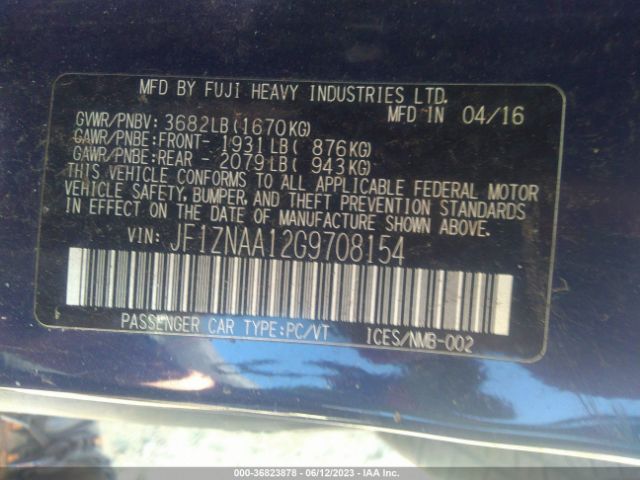 MFD BY FUJI HEAVY INDUSTRIES LTD.
MFD IN 04/16
GVWR/PNBV: 3682LB(1670KG)
GAWR/PNBE:FRONT- 1931LB( 876KG)
GAWR/PNBE:REAR - 2079LB( 943KG)
THIS VEHICLE CONFORMS TO ALL APPLICABLE FEDERAL MOTOR
VEHICLE SAFETY, BUMPER, AND THEFT PREVENTION STANDARDS
IN EFFECT ON THE DATE OF MANUFACTURE SHOWN ABOVE.
VIN: JF1ZNAA12G9708154
PASSENGER CAR TYPE:PC/VT ICES/NMB-002
000-36823878 - 06/12/2023 - IAA Inc.